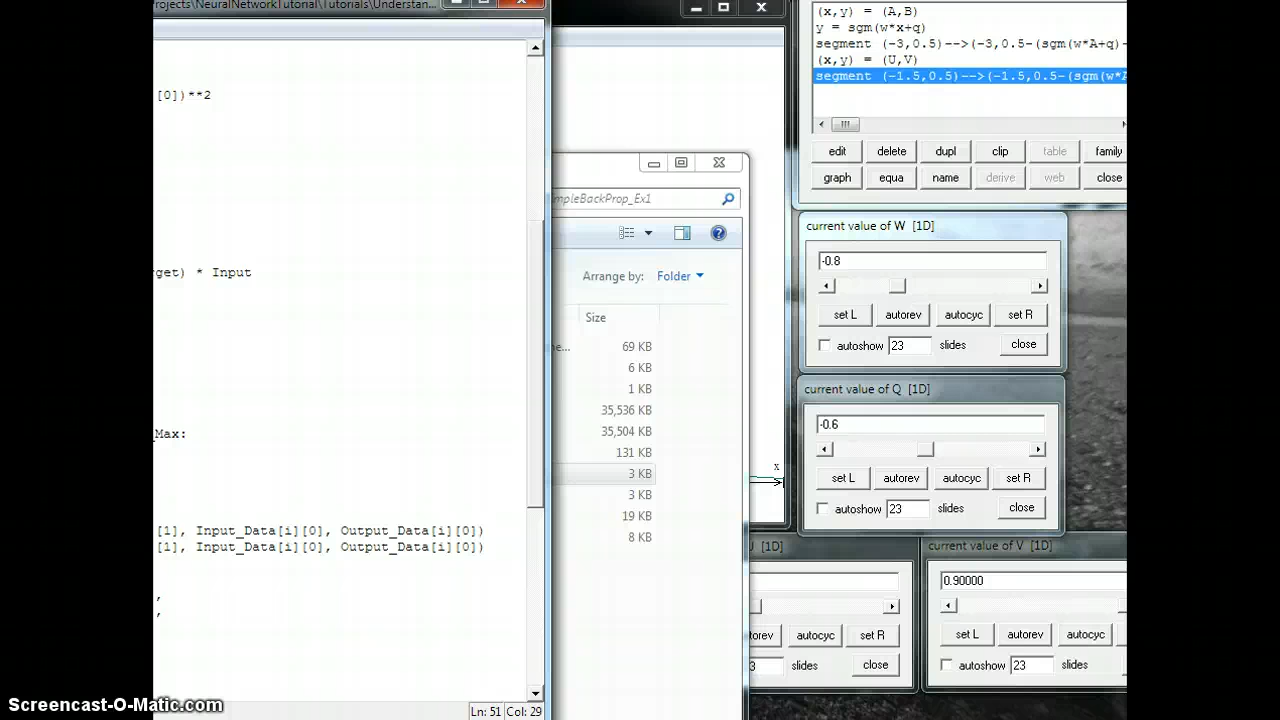 rojects\NeuralNetworkTutorial\Tutorials\Understan...
[0])**2
rget) * Input
_Max:
[1], Input_Data[i][0], Output_Data[i][0])
[1], Input_Data[i][0], Output_Data[i][0])
,
,
Ln: 51 Col: 29
mpleBackProp_Ex1
Arrange by: Folder
Size
e...
69 KB
6 KB
1 KB
35,536 KB
35,504 KB
131 KB
3 KB
3 KB
19 KB
8 KB
x
(x,y) = (A,B)
y = sgm(w*x+q)
segment (-3,0.5)-->(-3,0.5-(sgm(w*A+q)-
(x,y) = (U,V)
segment (-1.5,0.5)-->(-1.5,0.5-(sgm(w*A
edit delete dupl clip table family
graph equa name derive web close
current value of W [1D]
-0.8
set L autorev autocyc set R
autoshow 23 slides close
current value of Q [1D]
-0.6
set L autorev autocyc set R
autoshow 23 slides close
U [1D]
torev autocyc set R
3 slides close
current value of V [1D]
0.90000
set L autorev autocyc
autoshow 23 slides
Screencast-O-Matic.com